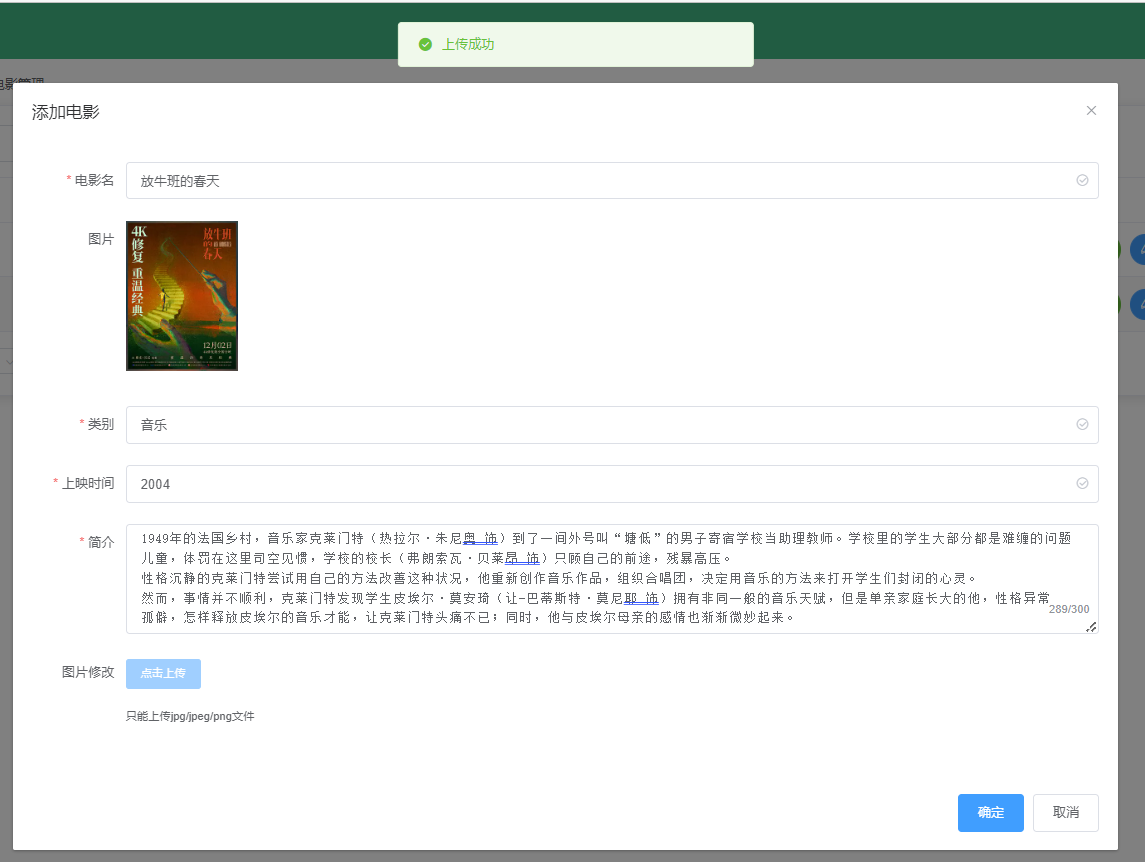 上传成功
电影管理
添加电影
* 电影名
放牛班的春天
图片
4K
修复
重温经典
放牛班
的
春天
12月02日
* 类别
音乐
* 上映时间
2004
* 简介
1949年的法国乡村，音乐家克莱门特（热拉尔·朱尼奥 饰）到了一间外号叫“塘低”的男子寄宿学校当助理教师。学校里的学生大部分都是难缠的问题
儿童，体罚在这里司空见惯，学校的校长（弗朗索瓦·贝莱昂 饰）只顾自己的前途，残暴高压。
性格沉静的克莱门特尝试用自己的方法改善这种状况，他重新创作音乐作品，组织合唱团，决定用音乐的方法来打开学生们封闭的心灵。
然而，事情并不顺利，克莱门特发现学生皮埃尔·莫安琦（让-巴蒂斯特·莫尼耶 饰）拥有非同一般的音乐天赋，但是单亲家庭长大的他，性格异常
孤僻，怎样释放皮埃尔的音乐才能，让克莱门特头痛不已；同时，他与皮埃尔母亲的感情也渐渐微妙起来。
289/300
图片修改
点击上传
只能上传jpg/jpeg/png文件
确定
取消